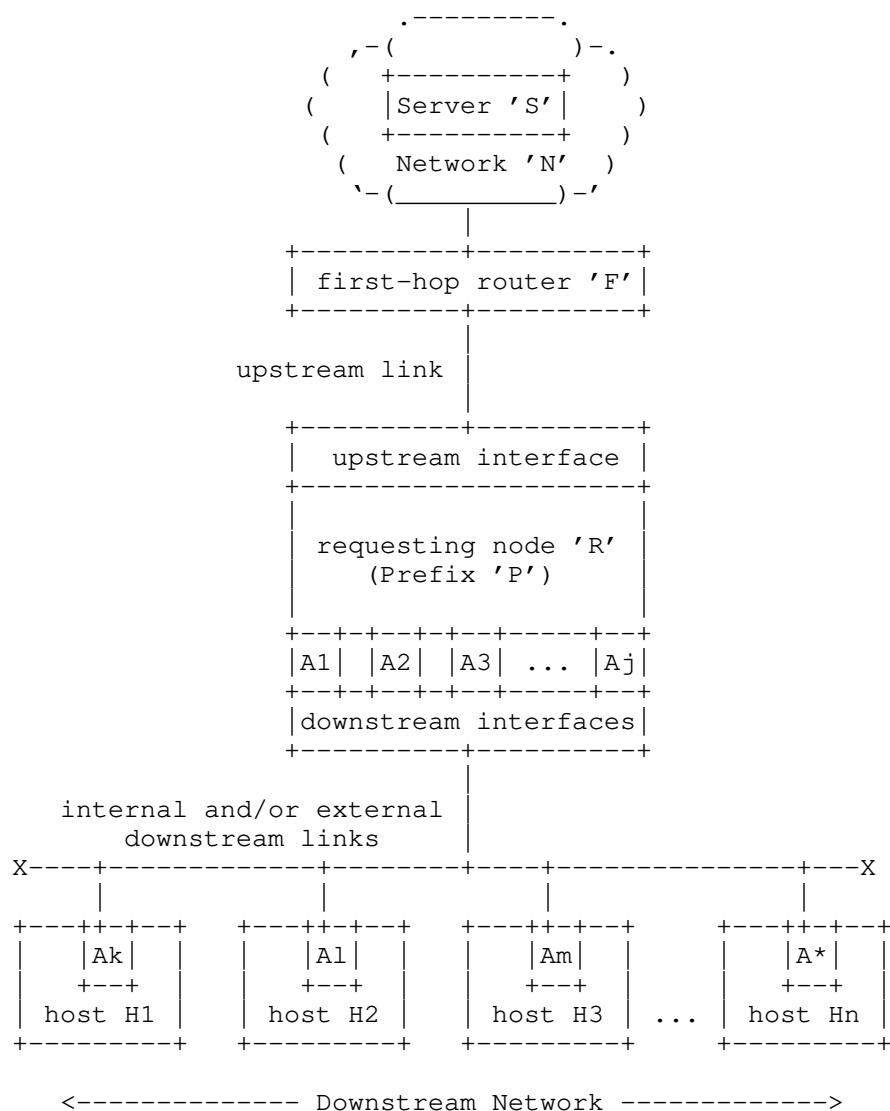 Server 'S'
Network 'N'
first-hop router 'F'
upstream link
upstream interface
requesting node 'R'
(Prefix 'P')
A1 A2 A3 ... Aj
downstream interfaces
internal and/or external
downstream links
X X
Ak Al Am A*
host H1 host H2 host H3 ... host Hn
<-------------- Downstream Network ------------->